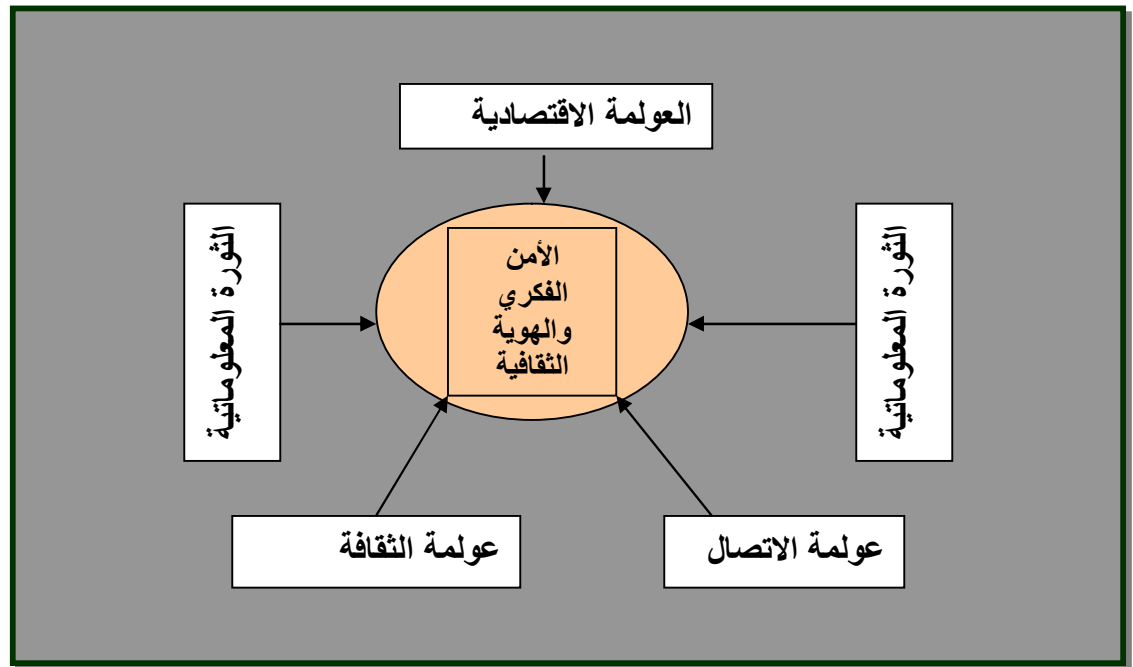 العولمة الاقتصادية
الثورة المعلوماتية
الأمن
الفكري
والهوية
الثقافية
الثورة المعلوماتية
عولمة الاتصال
عولمة الثقافة